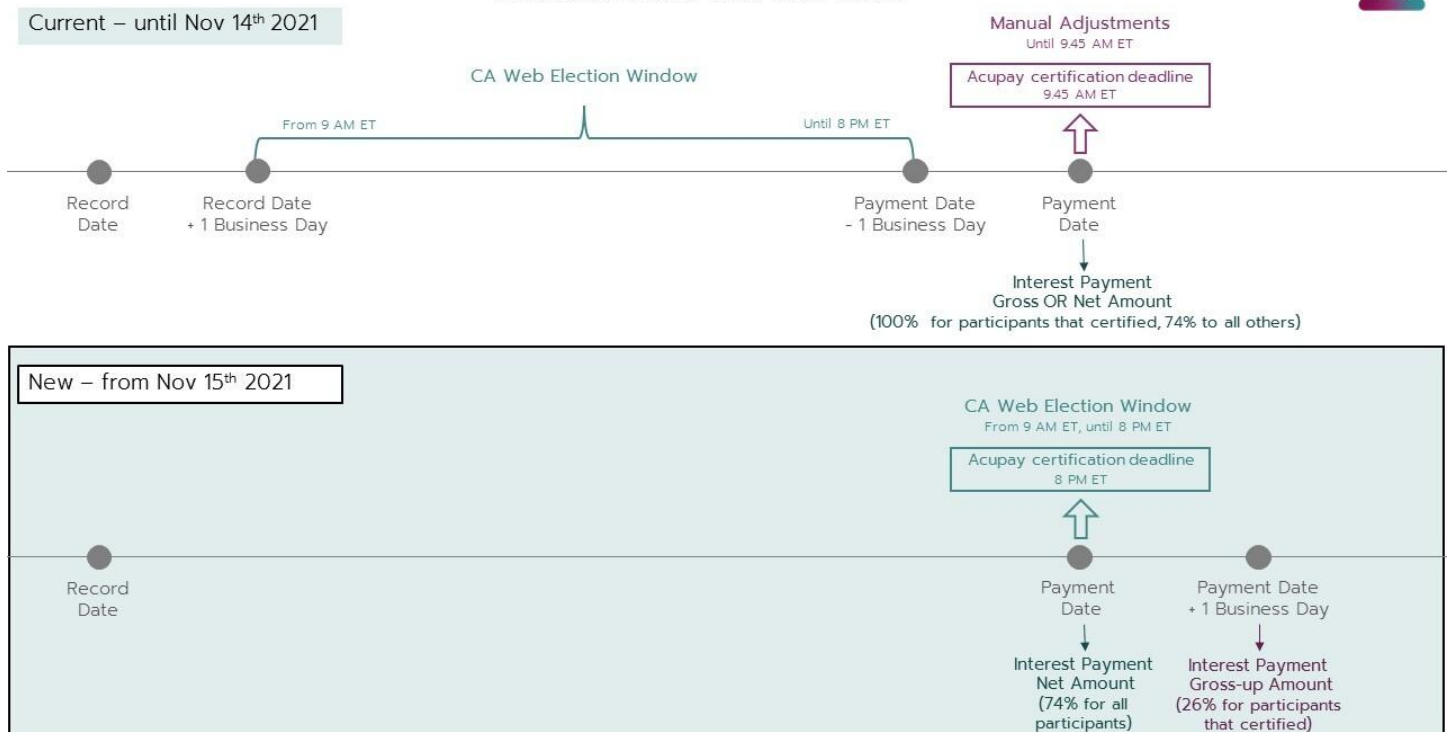 Current – until Nov 14th 2021
Manual Adjustments
Until 9.45 AM ET
CA Web Election Window
Acupay certification deadline
9.45 AM ET
From 9 AM ET
Until 8 PM ET
Record
Date
Record Date
+ 1 Business Day
Payment Date
- 1 Business Day
Payment
Date
Interest Payment
Gross OR Net Amount
(100% for participants that certified, 74% to all others)
New – from Nov 15th 2021
CA Web Election Window
From 9 AM ET, until 8 PM ET
Acupay certification deadline
8 PM ET
Record
Date
Payment
Date
Payment Date
+ 1 Business Day
Interest Payment
Net Amount
(74% for all
participants)
Interest Payment
Gross-up Amount
(26% for participants
that certified)